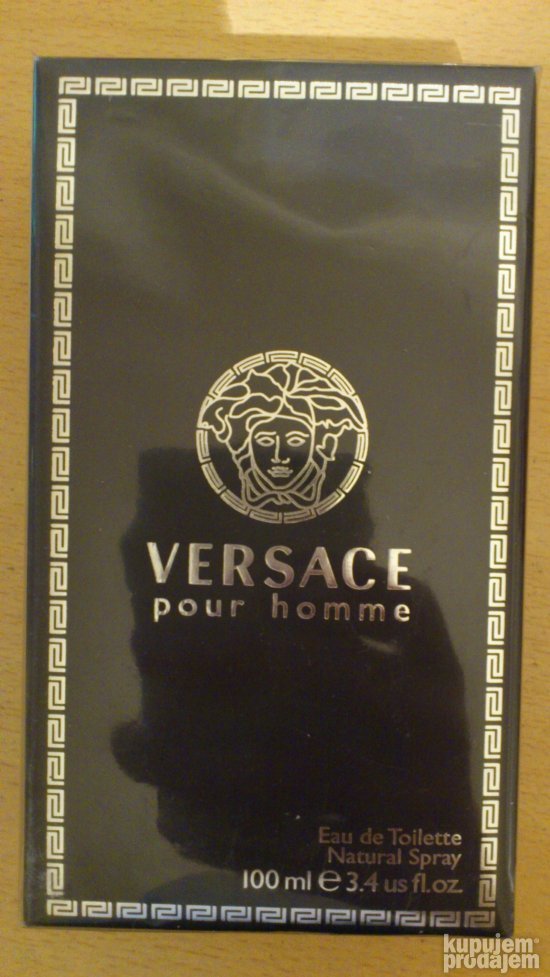 VERSACE
pour homme
Eau de Toilette
Natural Spray
100 ml ℮ 3.4 us fl.oz.
kupujem
prodajem